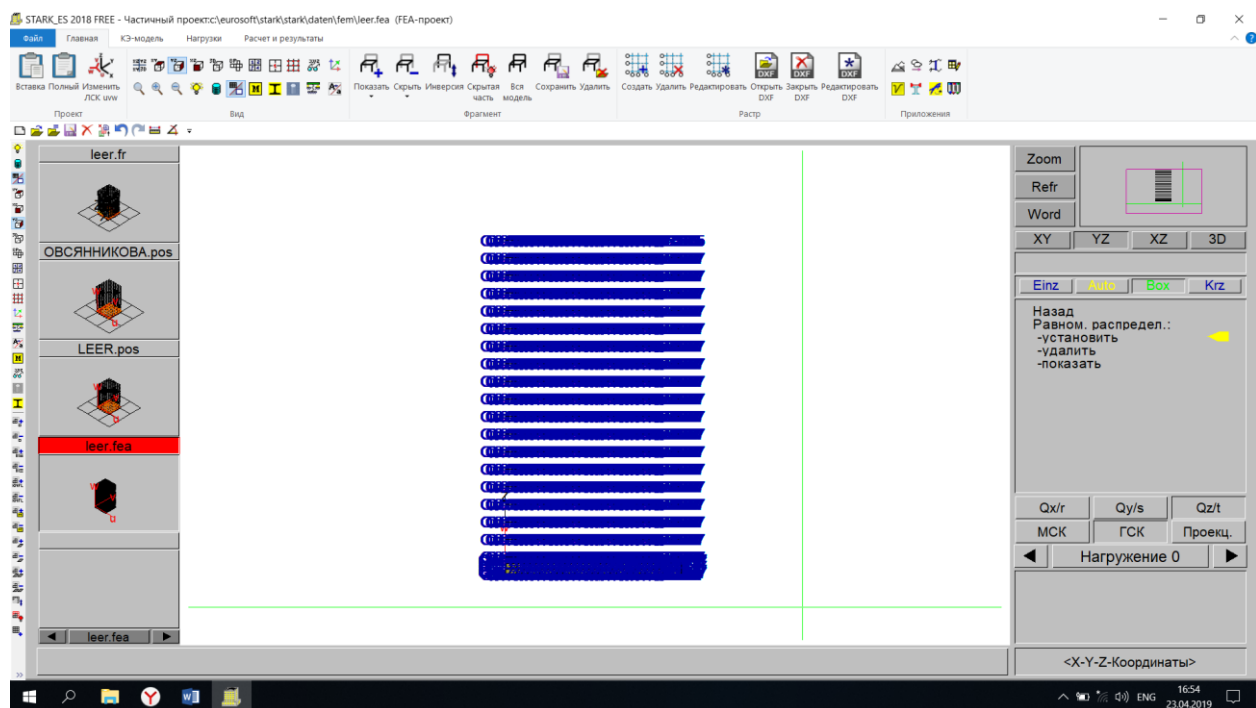 STARK_ES 2018 FREE - Частичный проект:c:\eurosoft\stark\stark\daten\fem\leer.fea (FEA-проект)
Файл Главная КЭ-модель Нагрузки Расчет и результаты
Вставка Полный Изменить ЛСК uvw
Показать Скрыть Инверсия Скрытая часть Вся модель Сохранить Удалить
Создать Удалить Редактировать Открыть DXF Закрыть DXF Редактировать DXF
Проект Вид Фрагмент Растр Приложения
leer.fr
ОВСЯННИКОВА.pos
LEER.pos
leer.fea
leer.fea
Zoom
Refr
Word
XY YZ XZ 3D
Einz Auto Box Krz
Назад
Равном. распредел.:
-установить
-удалить
-показать
Qx/r Qy/s Qz/t
МСК ГСК Проекц.
Нагружение 0
<X-Y-Z-Координаты>
ENG
16:54
23.04.2019